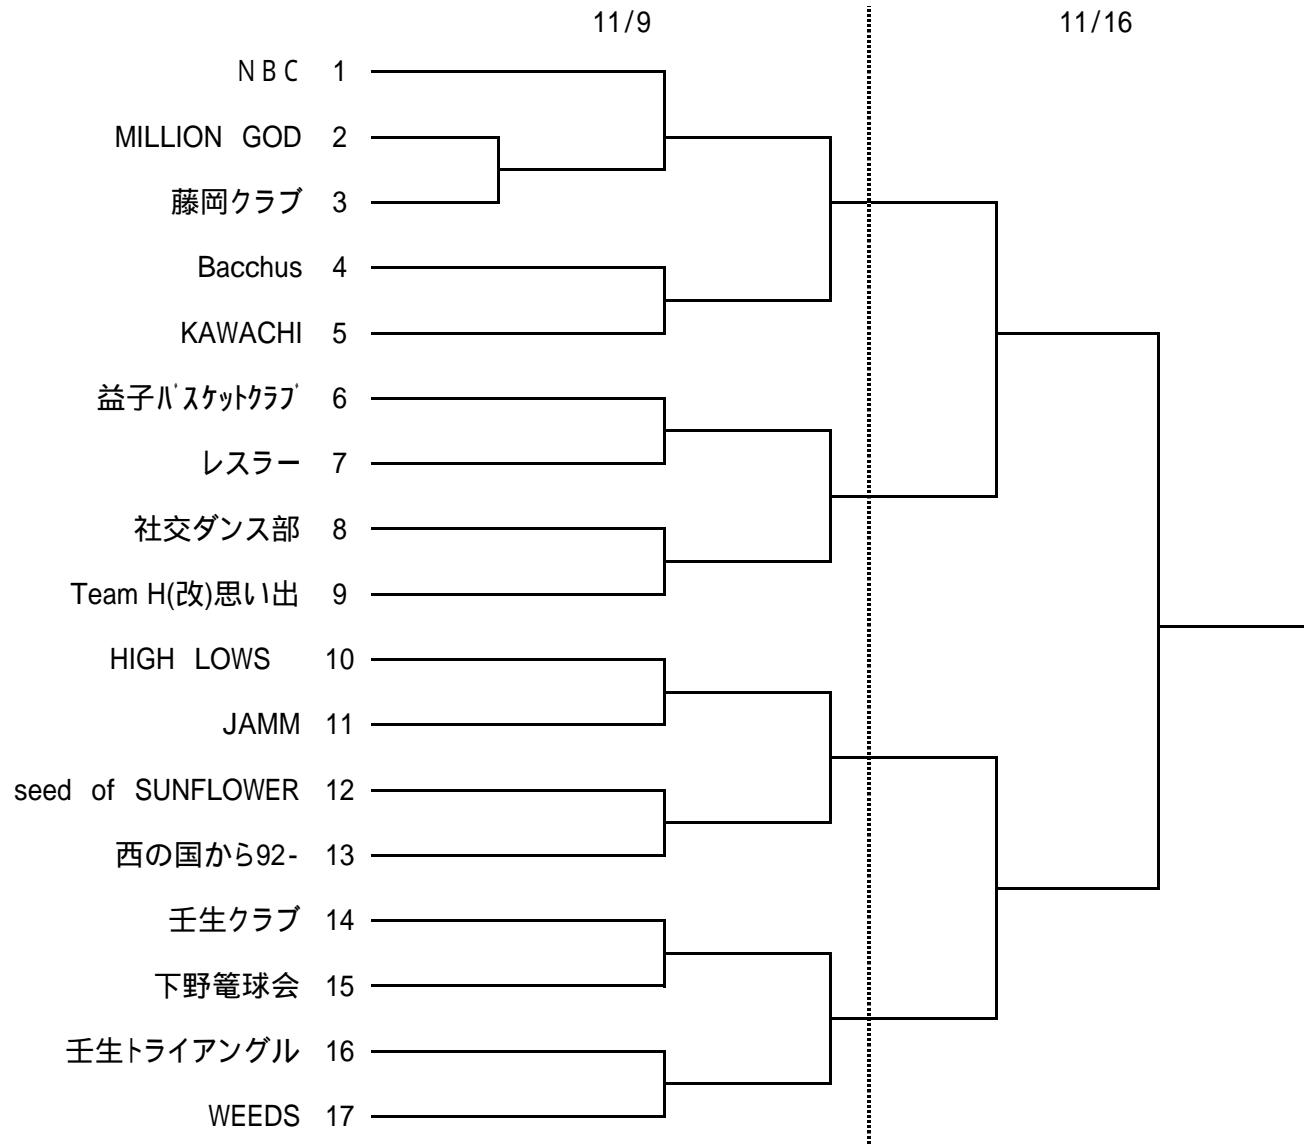 11/9 11/16
NBC 1
MILLION GOD 2
藤岡クラブ 3
Bacchus 4
KAWACHI 5
益子ﾊﾞｽｹｯﾄｸﾗﾌﾞ 6
レスラー 7
社交ダンス部 8
Team H(改)思い出 9
HIGH LOWS 10
JAMM 11
seed of SUNFLOWER 12
西の国から92- 13
壬生クラブ 14
下野篭球会 15
壬生トライアングル 16
WEEDS 17